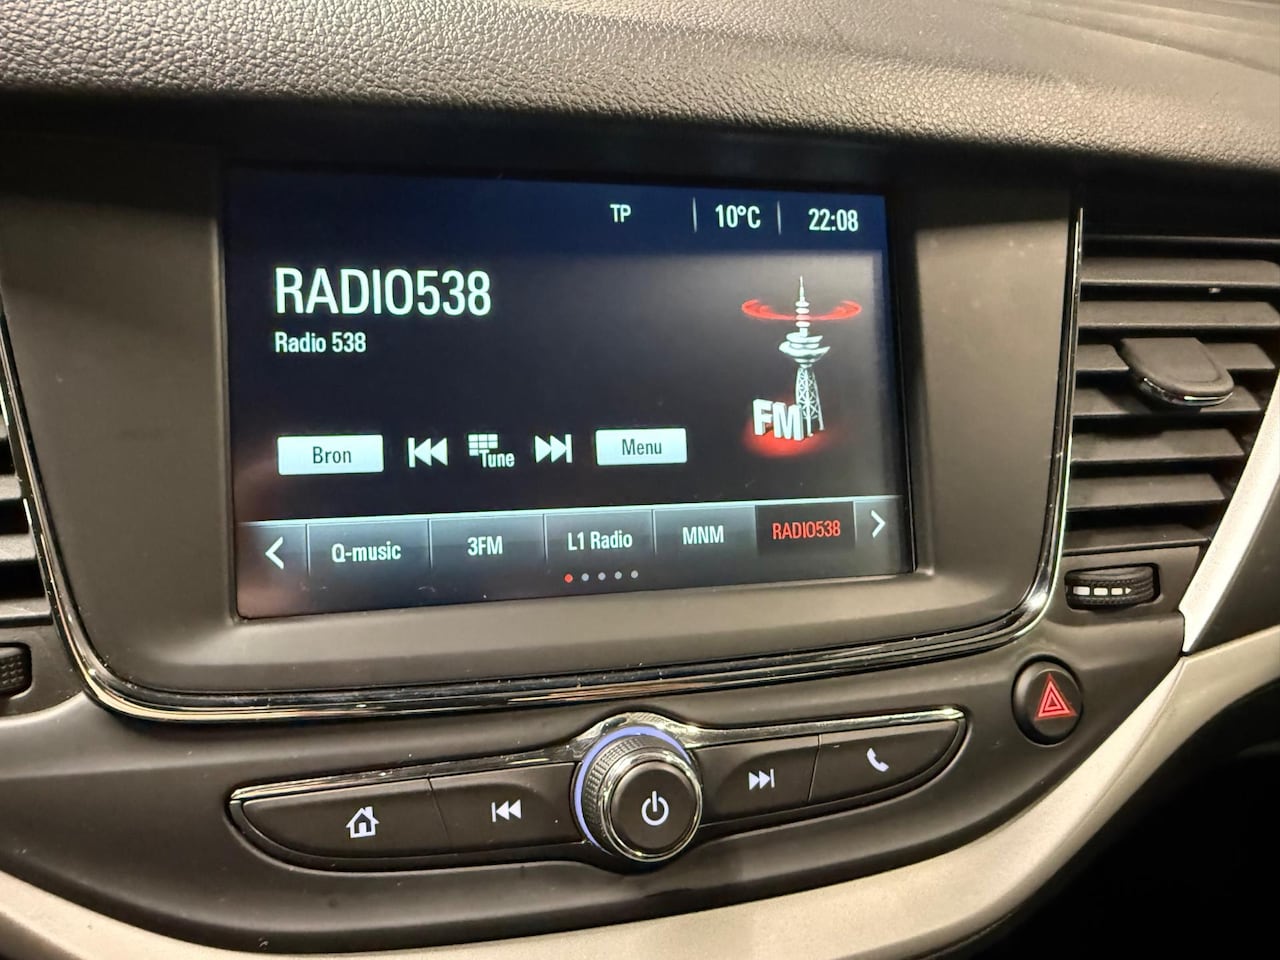 TP 10°C 22:08
RADIO538
Radio 538
FM
Bron Tune Menu
Q-music 3FM L1 Radio MNM RADIO538